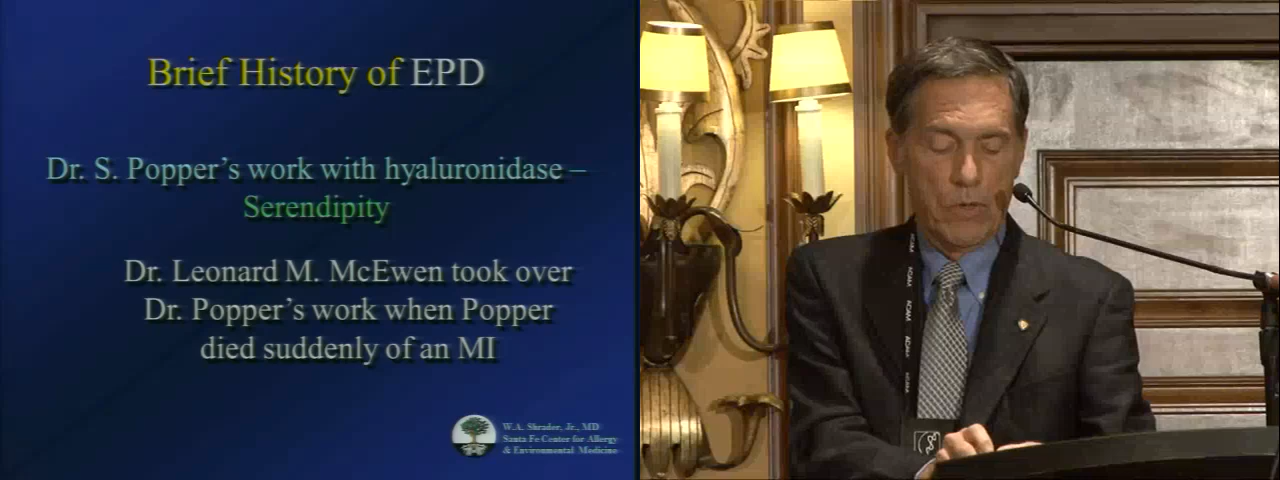 Brief History of EPD
Dr. S. Popper's work with hyaluronidase –
Serendipity
Dr. Leonard M. McEwen took over
Dr. Popper's work when Popper
died suddenly of an MI
W.A. Shrader, Jr., MD
Santa Fe Center for Allergy
& Environmental Medicine